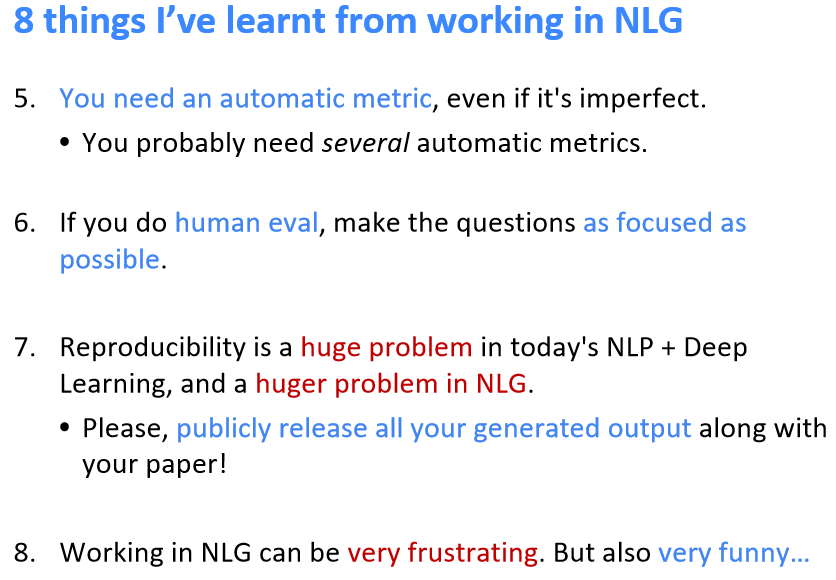 8 things I’ve learnt from working in NLG
5. You need an automatic metric, even if it's imperfect.
• You probably need several automatic metrics.
6. If you do human eval, make the questions as focused as
possible.
7. Reproducibility is a huge problem in today's NLP + Deep
Learning, and a huger problem in NLG.
• Please, publicly release all your generated output along with
your paper!
8. Working in NLG can be very frustrating. But also very funny…